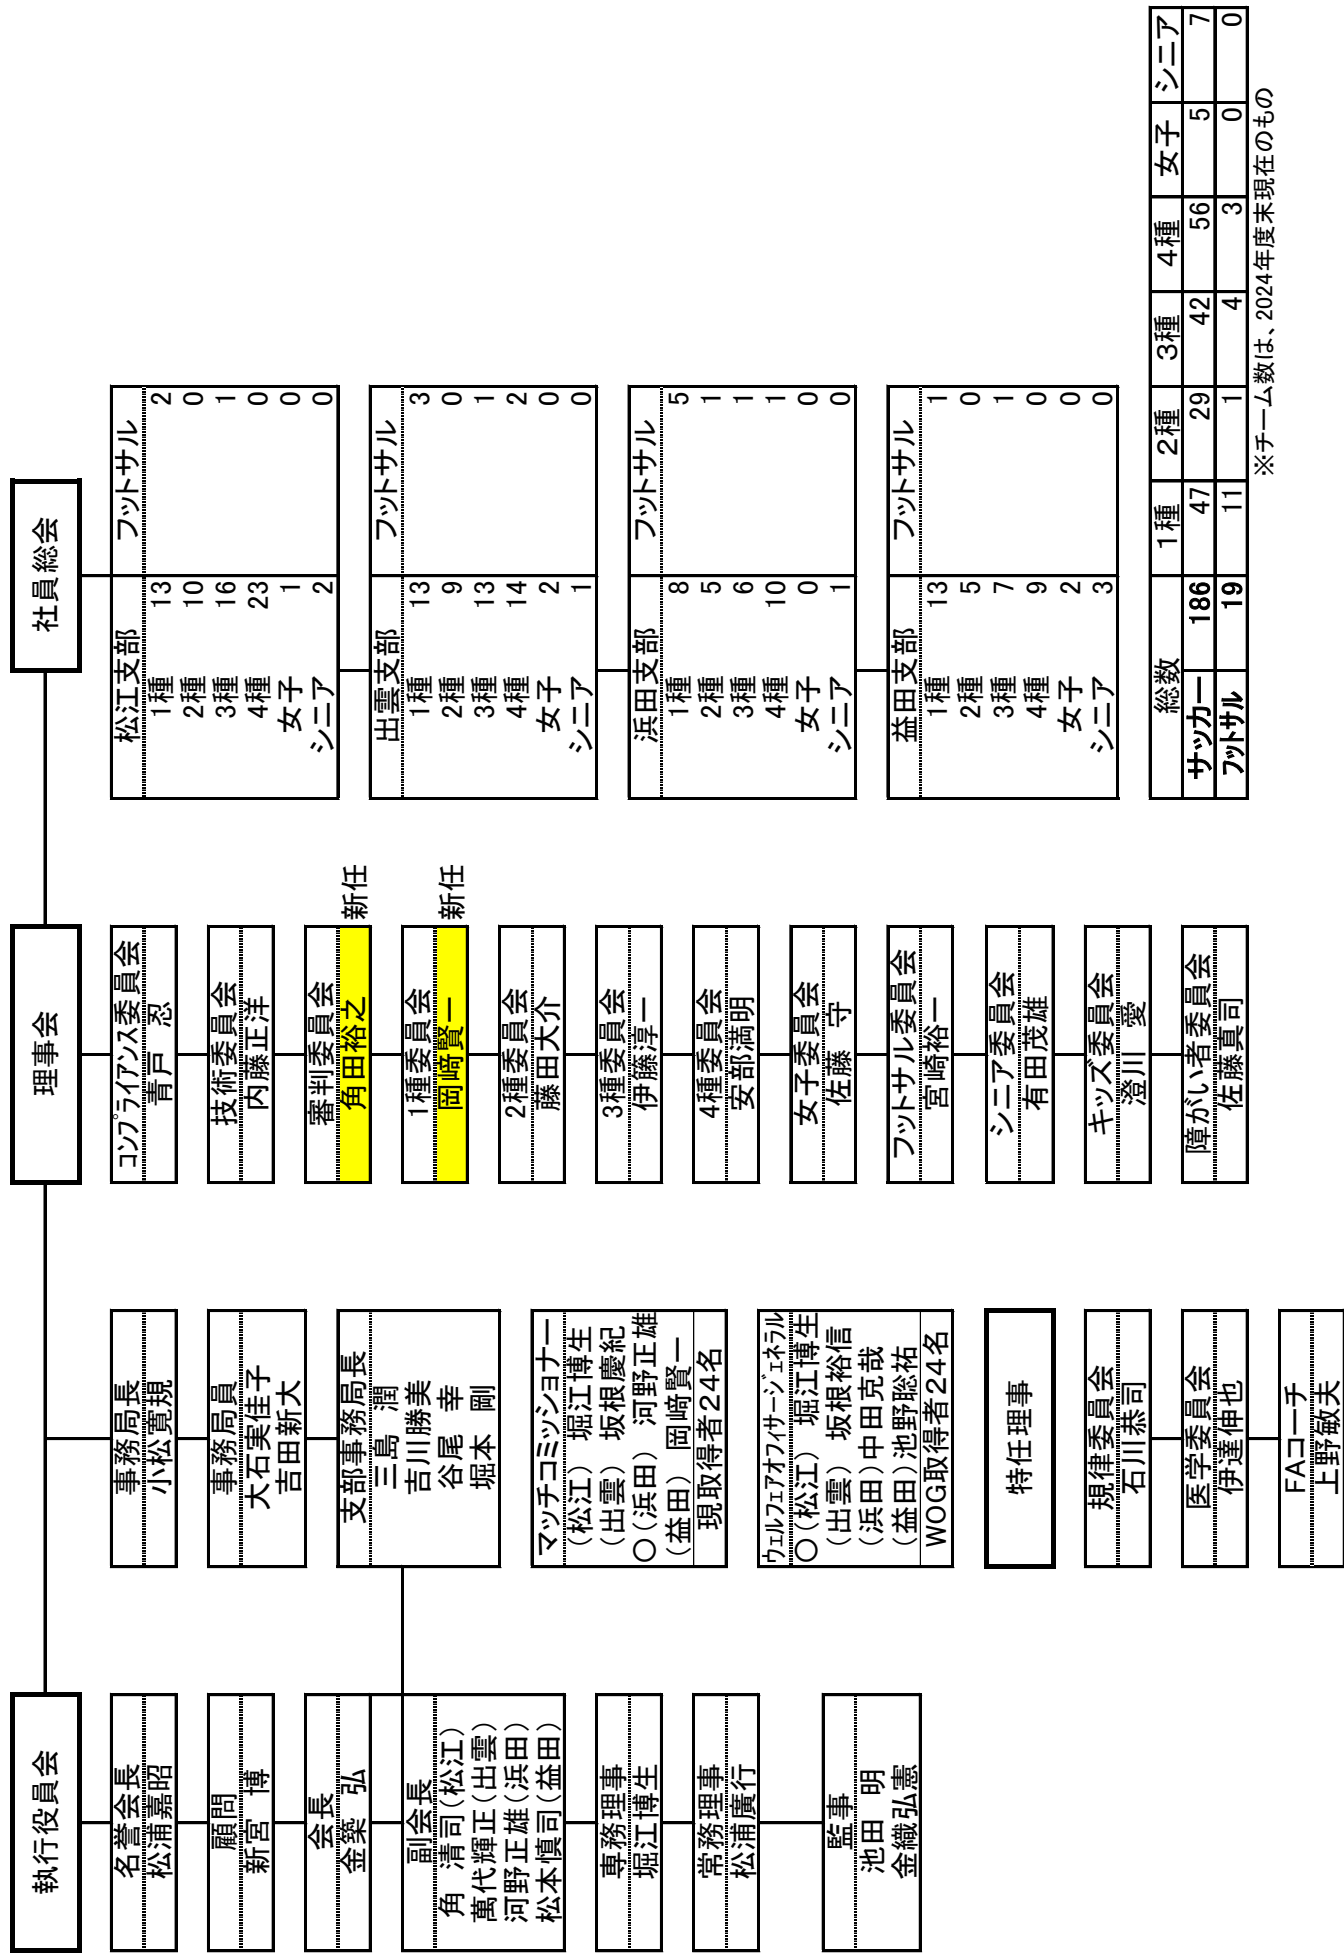 執行役員会
名誉会長
松浦嘉昭
顧問
新宮　博
会長
金築　弘
副会長
角　清司(松江)
萬代輝正(出雲)
河野正雄(浜田)
松本慎司(益田)
専務理事
堀江博生
常務理事
松浦廣行
監事
池田　明
金織弘憲
事務局長
小松寛規
事務局員
大石実佳子
吉田新大
支部事務局長
三島　潤
吉川勝美
谷尾　幸
堀本　剛
マッチコミッショナー
(松江) 堀江博生
(出雲) 坂根慶紀
○(浜田) 河野正雄
(益田) 岡﨑賢一
現取得者24名
ウェルフェアオフィサージェネラル
○(松江) 堀江博生
(出雲) 坂根裕信
(浜田)中田克哉
(益田)池野聡祐
WOG取得者24名
特任理事
規律委員会
石川恭司
医学委員会
伊達伸也
FAコーチ
上野敏夫
理事会
コンプライアンス委員会
青戸　忍
技術委員会
内藤正洋
審判委員会
角田裕之 新任
1種委員会
岡﨑賢一 新任
2種委員会
藤田大介
3種委員会
伊藤淳一
4種委員会
安部満明
女子委員会
佐藤　守
フットサル委員会
宮崎裕一
シニア委員会
有田茂雄
キッズ委員会
澄川　愛
障がい者委員会
佐藤真司
社員総会
松江支部 フットサル
1種 13 2
2種 10 0
3種 16 1
4種 23 0
女子 1 0
シニア 2 0
出雲支部 フットサル
1種 13 3
2種 9 0
3種 13 1
4種 14 2
女子 2 0
シニア 1 0
浜田支部 フットサル
1種 8 5
2種 5 1
3種 6 1
4種 10 1
女子 0 0
シニア 1 0
益田支部 フットサル
1種 13 1
2種 5 0
3種 7 1
4種 9 0
女子 2 0
シニア 3 0
総数 1種 2種 3種 4種 女子 シニア
サッカー 186 47 29 42 56 5 7
フットサル 19 11 1 4 3 0 0
※チーム数は、2024年度末現在のもの